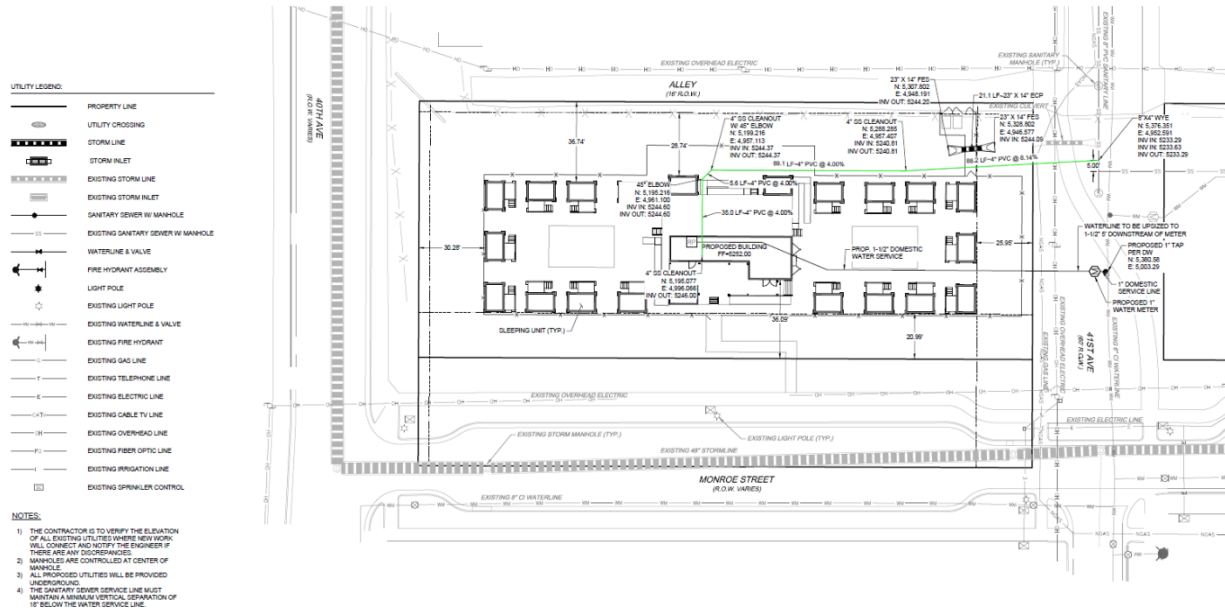 UTILITY LEGEND:
PROPERTY LINE
UTILITY CROSSING
STORM LINE
STORM INLET
EXISTING STORM LINE
EXISTING STORM INLET
SANITARY SEWER W/ MANHOLE
EXISTING SANITARY SEWER W/ MANHOLE
WATERLINE & VALVE
FIRE HYDRANT ASSEMBLY
LIGHT POLE
EXISTING LIGHT POLE
EXISTING WATERLINE & VALVE
EXISTING FIRE HYDRANT
EXISTING GAS LINE
EXISTING TELEPHONE LINE
EXISTING ELECTRIC LINE
EXISTING CABLE TV LINE
EXISTING OVERHEAD LINE
EXISTING FIBER OPTIC LINE
EXISTING IRRIGATION LINE
EXISTING SPRINKLER CONTROL
NOTES:
1) THE CONTRACTOR IS TO VERIFY THE ELEVATION
OF ALL EXISTING UTILITIES WHERE NEW WORK
WILL CONNECT AND NOTIFY THE ENGINEER IF
THERE ARE ANY DISCREPANCIES.
2) MANHOLES ARE CONTROLLED AT CENTER OF
MANHOLE.
3) ALL PROPOSED UTILITIES WILL BE PROVIDED
UNDERGROUND.
4) THE SANITARY SEWER SERVICE LINE MUST
MAINTAIN A MINIMUM VERTICAL SEPARATION OF
18" BELOW THE WATER SERVICE LINE.
40TH AVE
(R.O.W. VARIES)
EXISTING OVERHEAD ELECTRIC
ALLEY
(16' R.O.W.)
EXISTING SANITARY
MANHOLE (TYP.)
EXISTING 8" PVC SANITARY LINE
23" X 14" FES
N: 5,307.802
E: 4,948.191
INV OUT: 5244.20
21.1 LF~23" X 14" ECP
EXISTING CULVERT
23" X 14" FES
N: 5,328.802
E: 4,946.577
INV OUT: 5244.09
8"X4" WYE
N: 5,376.351
E: 4,952.591
INV IN: 5233.29
INV IN: 5233.63
INV OUT: 5233.29
5.00'
4" SS CLEANOUT
W/ 45° ELBOW
N: 5,199.216
E: 4,957.113
INV IN: 5244.37
INV OUT: 5244.37
4" SS CLEANOUT
N: 5,288.285
E: 4,957.407
INV IN: 5240.81
INV OUT: 5240.81
36.74'
28.74'
89.1 LF~4" PVC @ 4.00%
88.2 LF~4" PVC @ 8.14%
5.6 LF~4" PVC @ 4.00%
45° ELBOW
N: 5,195.216
E: 4,961.100
INV IN: 5244.60
INV OUT: 5244.60
35.0 LF~4" PVC @ 4.00%
30.28'
PROPOSED BUILDING
FF=5252.00
PROP. 1-1/2" DOMESTIC
WATER SERVICE
25.95'
4" SS CLEANOUT
N: 5,195.077
E: 4,996.066
INV OUT: 5246.00
SLEEPING UNIT (TYP.)
36.09'
20.99'
WATERLINE TO BE UPSIZED TO
1-1/2" 5' DOWNSTREAM OF METER
PROPOSED 1" TAP
PER DW
N: 5,380.58
E: 5,003.29
1" DOMESTIC
SERVICE LINE
PROPOSED 1"
WATER METER
EXISTING GAS LINE
EXISTING OVERHEAD ELECTRIC
41ST AVE
(60' R.O.W.)
EXISTING 6" CI WATERLINE
EXISTING OVERHEAD ELECTRIC
EXISTING ELECTRIC LINE
EXISTING STORM MANHOLE (TYP.)
EXISTING LIGHT POLE (TYP.)
EXISTING 48" STORMLINE
MONROE STREET
(R.O.W. VARIES)
EXISTING 8" CI WATERLINE